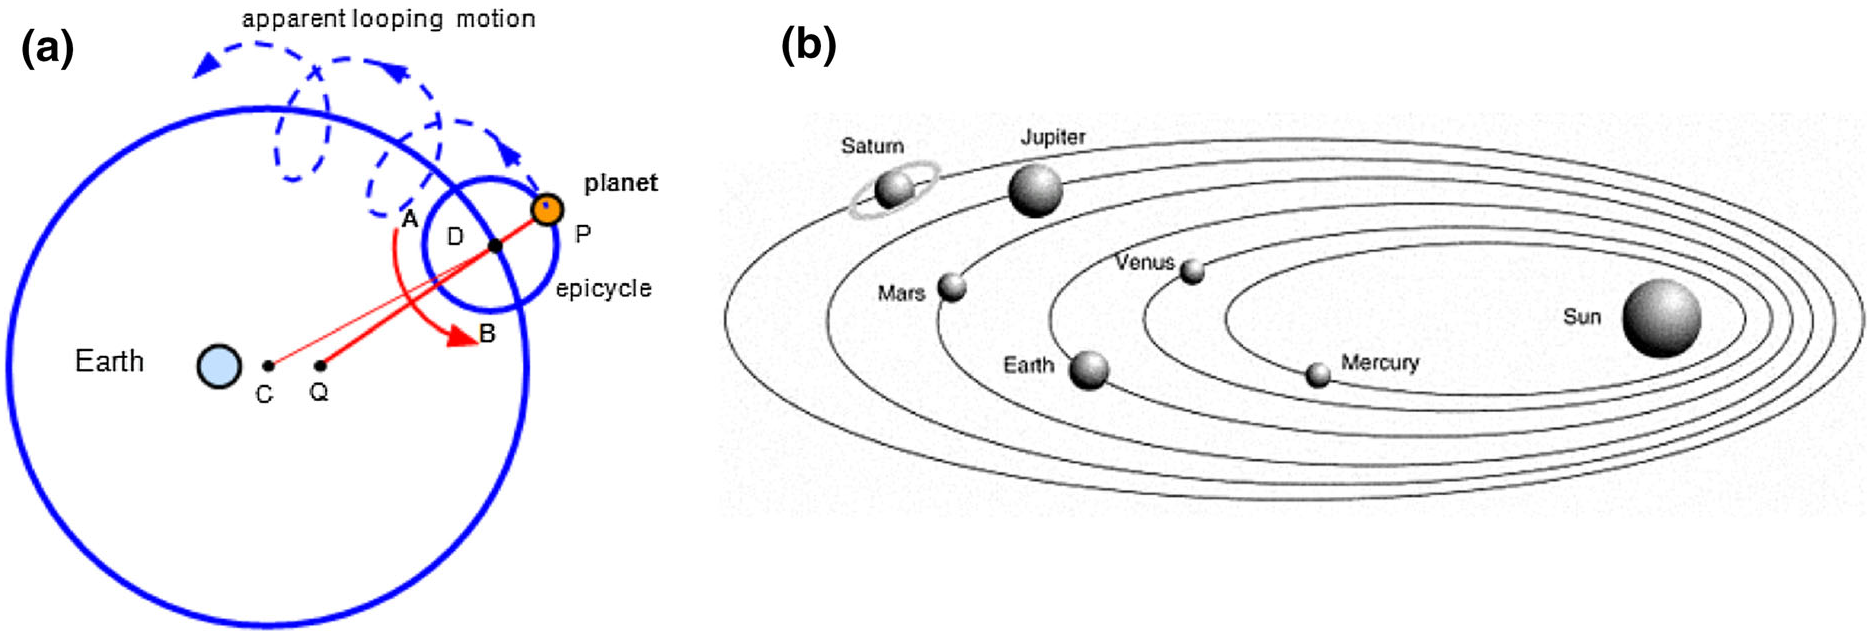 (a)
apparent looping motion
planet
A
D
P
epicycle
B
Earth
C
Q
(b)
Saturn
Jupiter
Venus
Mars
Sun
Earth
Mercury